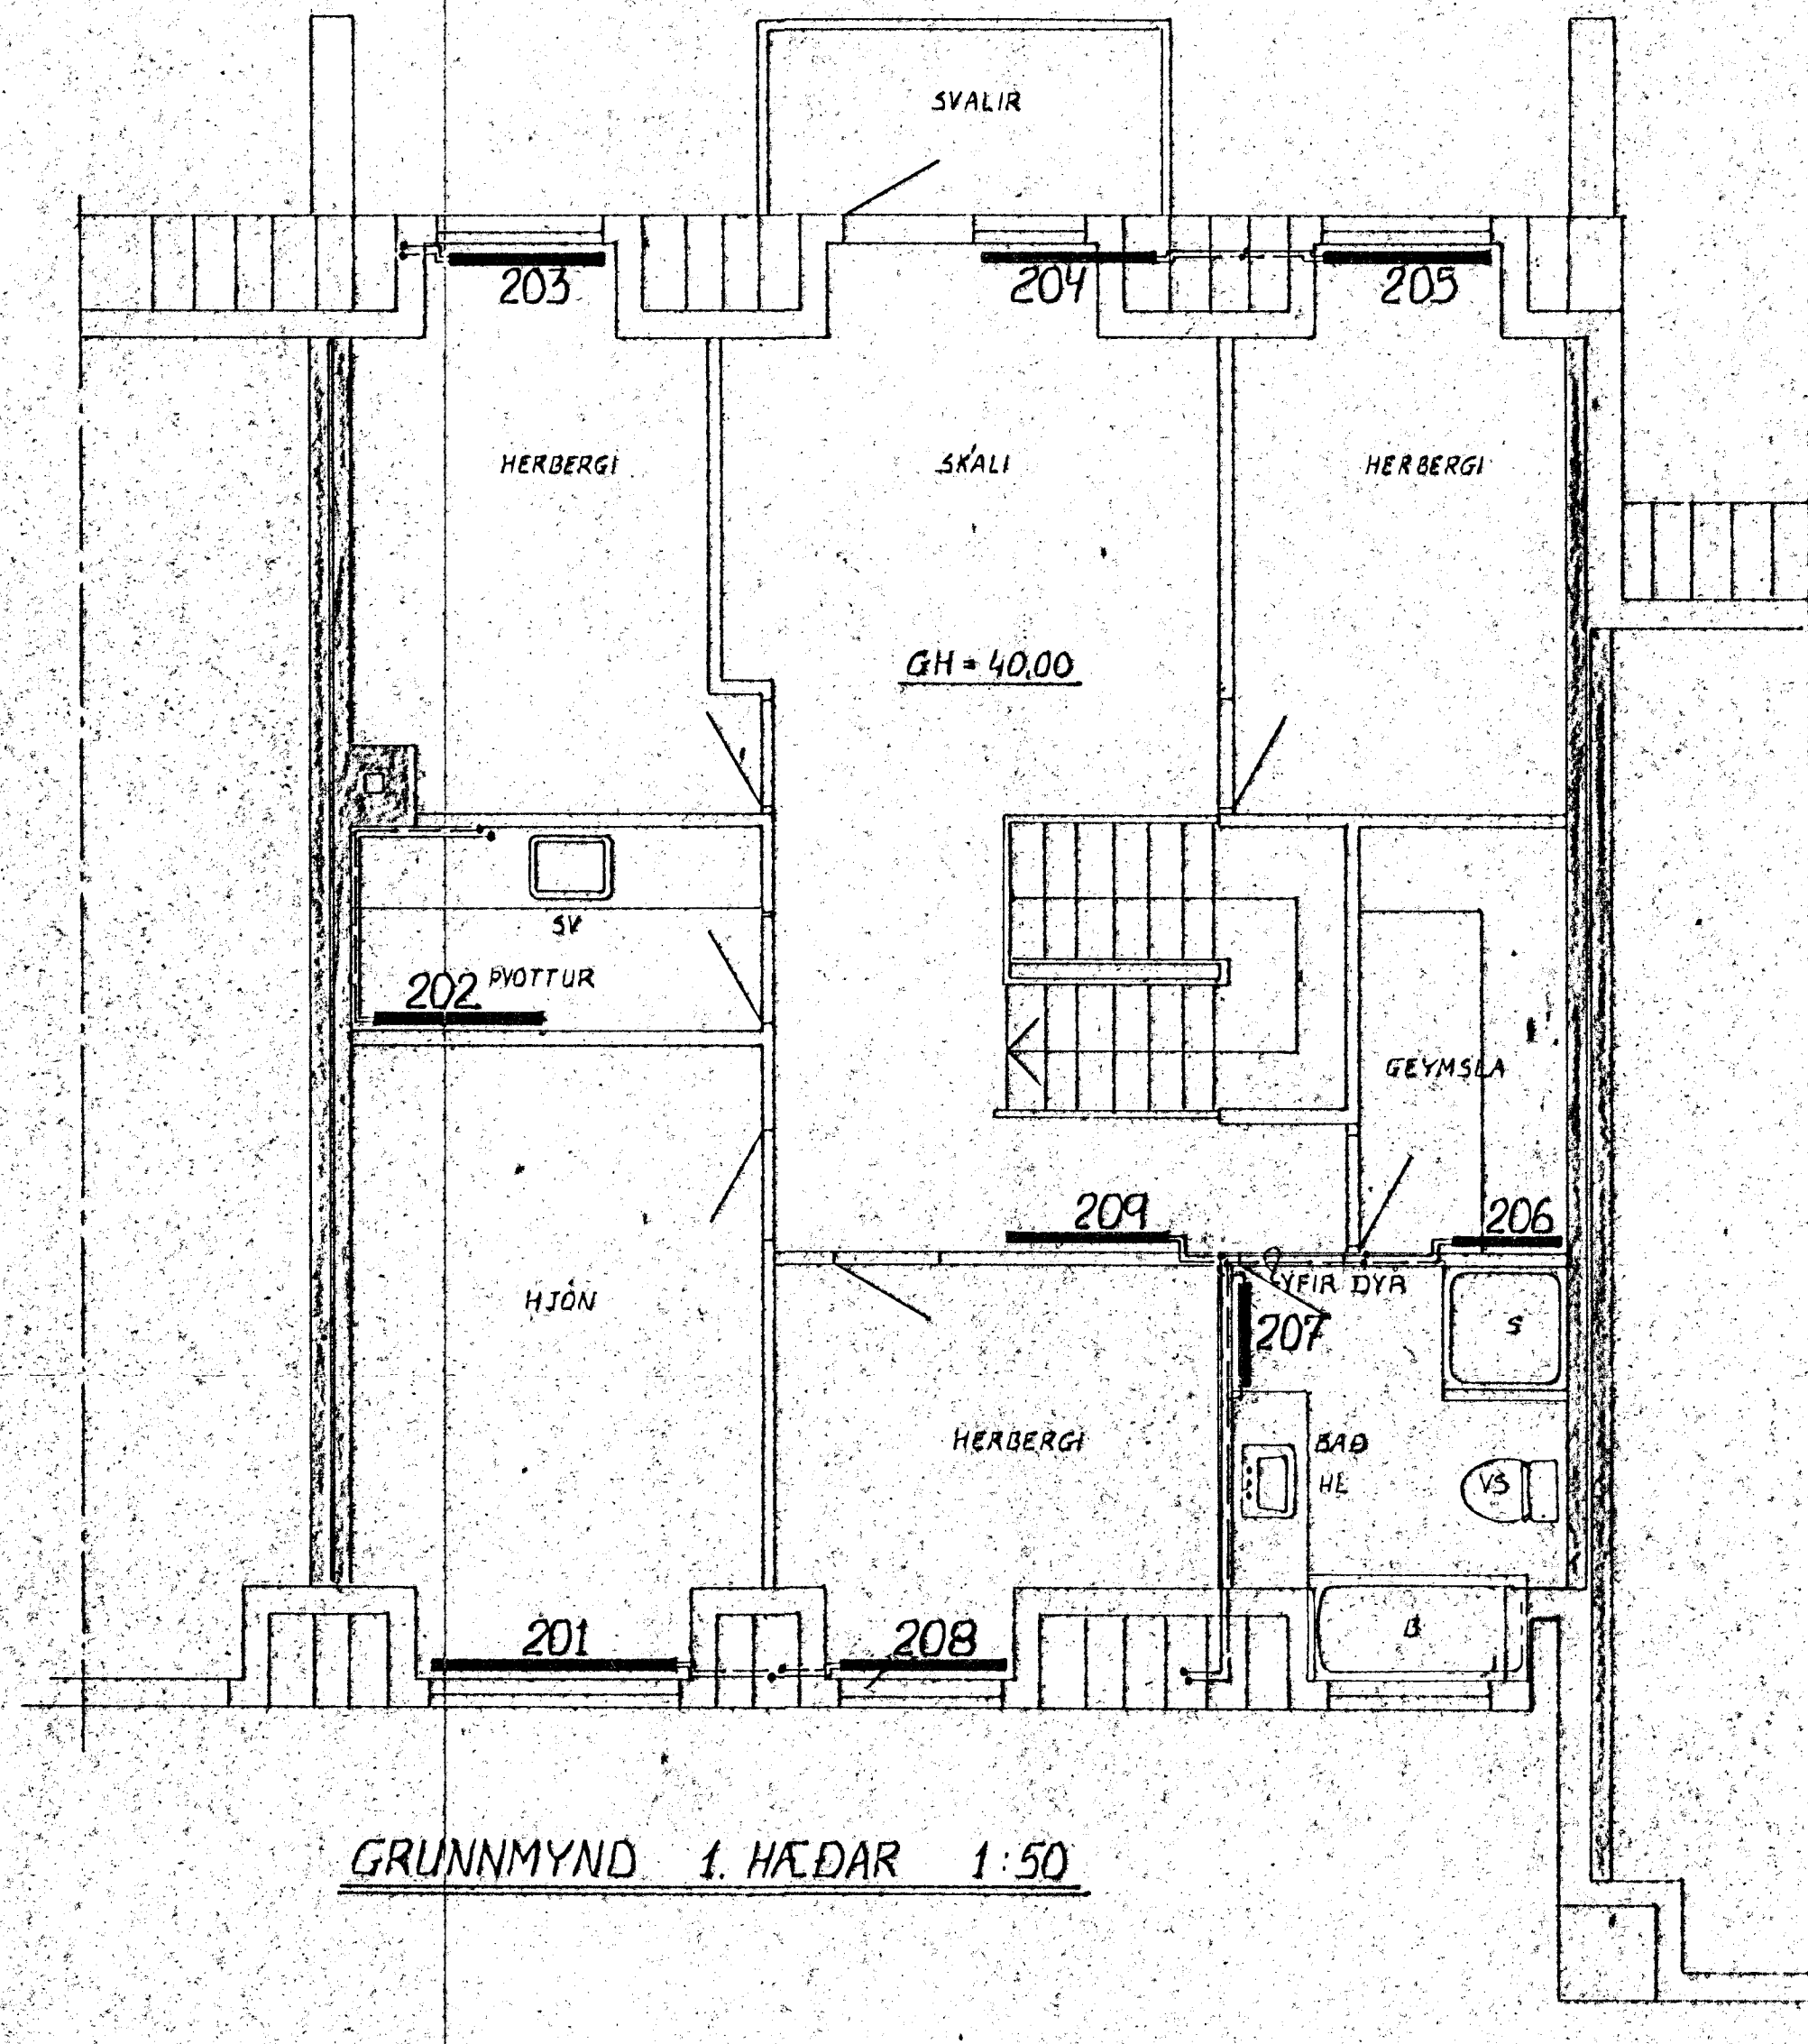 SVALIR
203
204
205
HERBERGI
SKÁLI
HERBERGI
GH = 40.00
SV
202 ÞVOTTUR
GEYMSLA
209
206
YFIR DYR
HJÓN
207
S
HERBERGI
BAÐ
HL
VS
201
208
B
GRUNNMYND 1. HÆÐAR 1:50